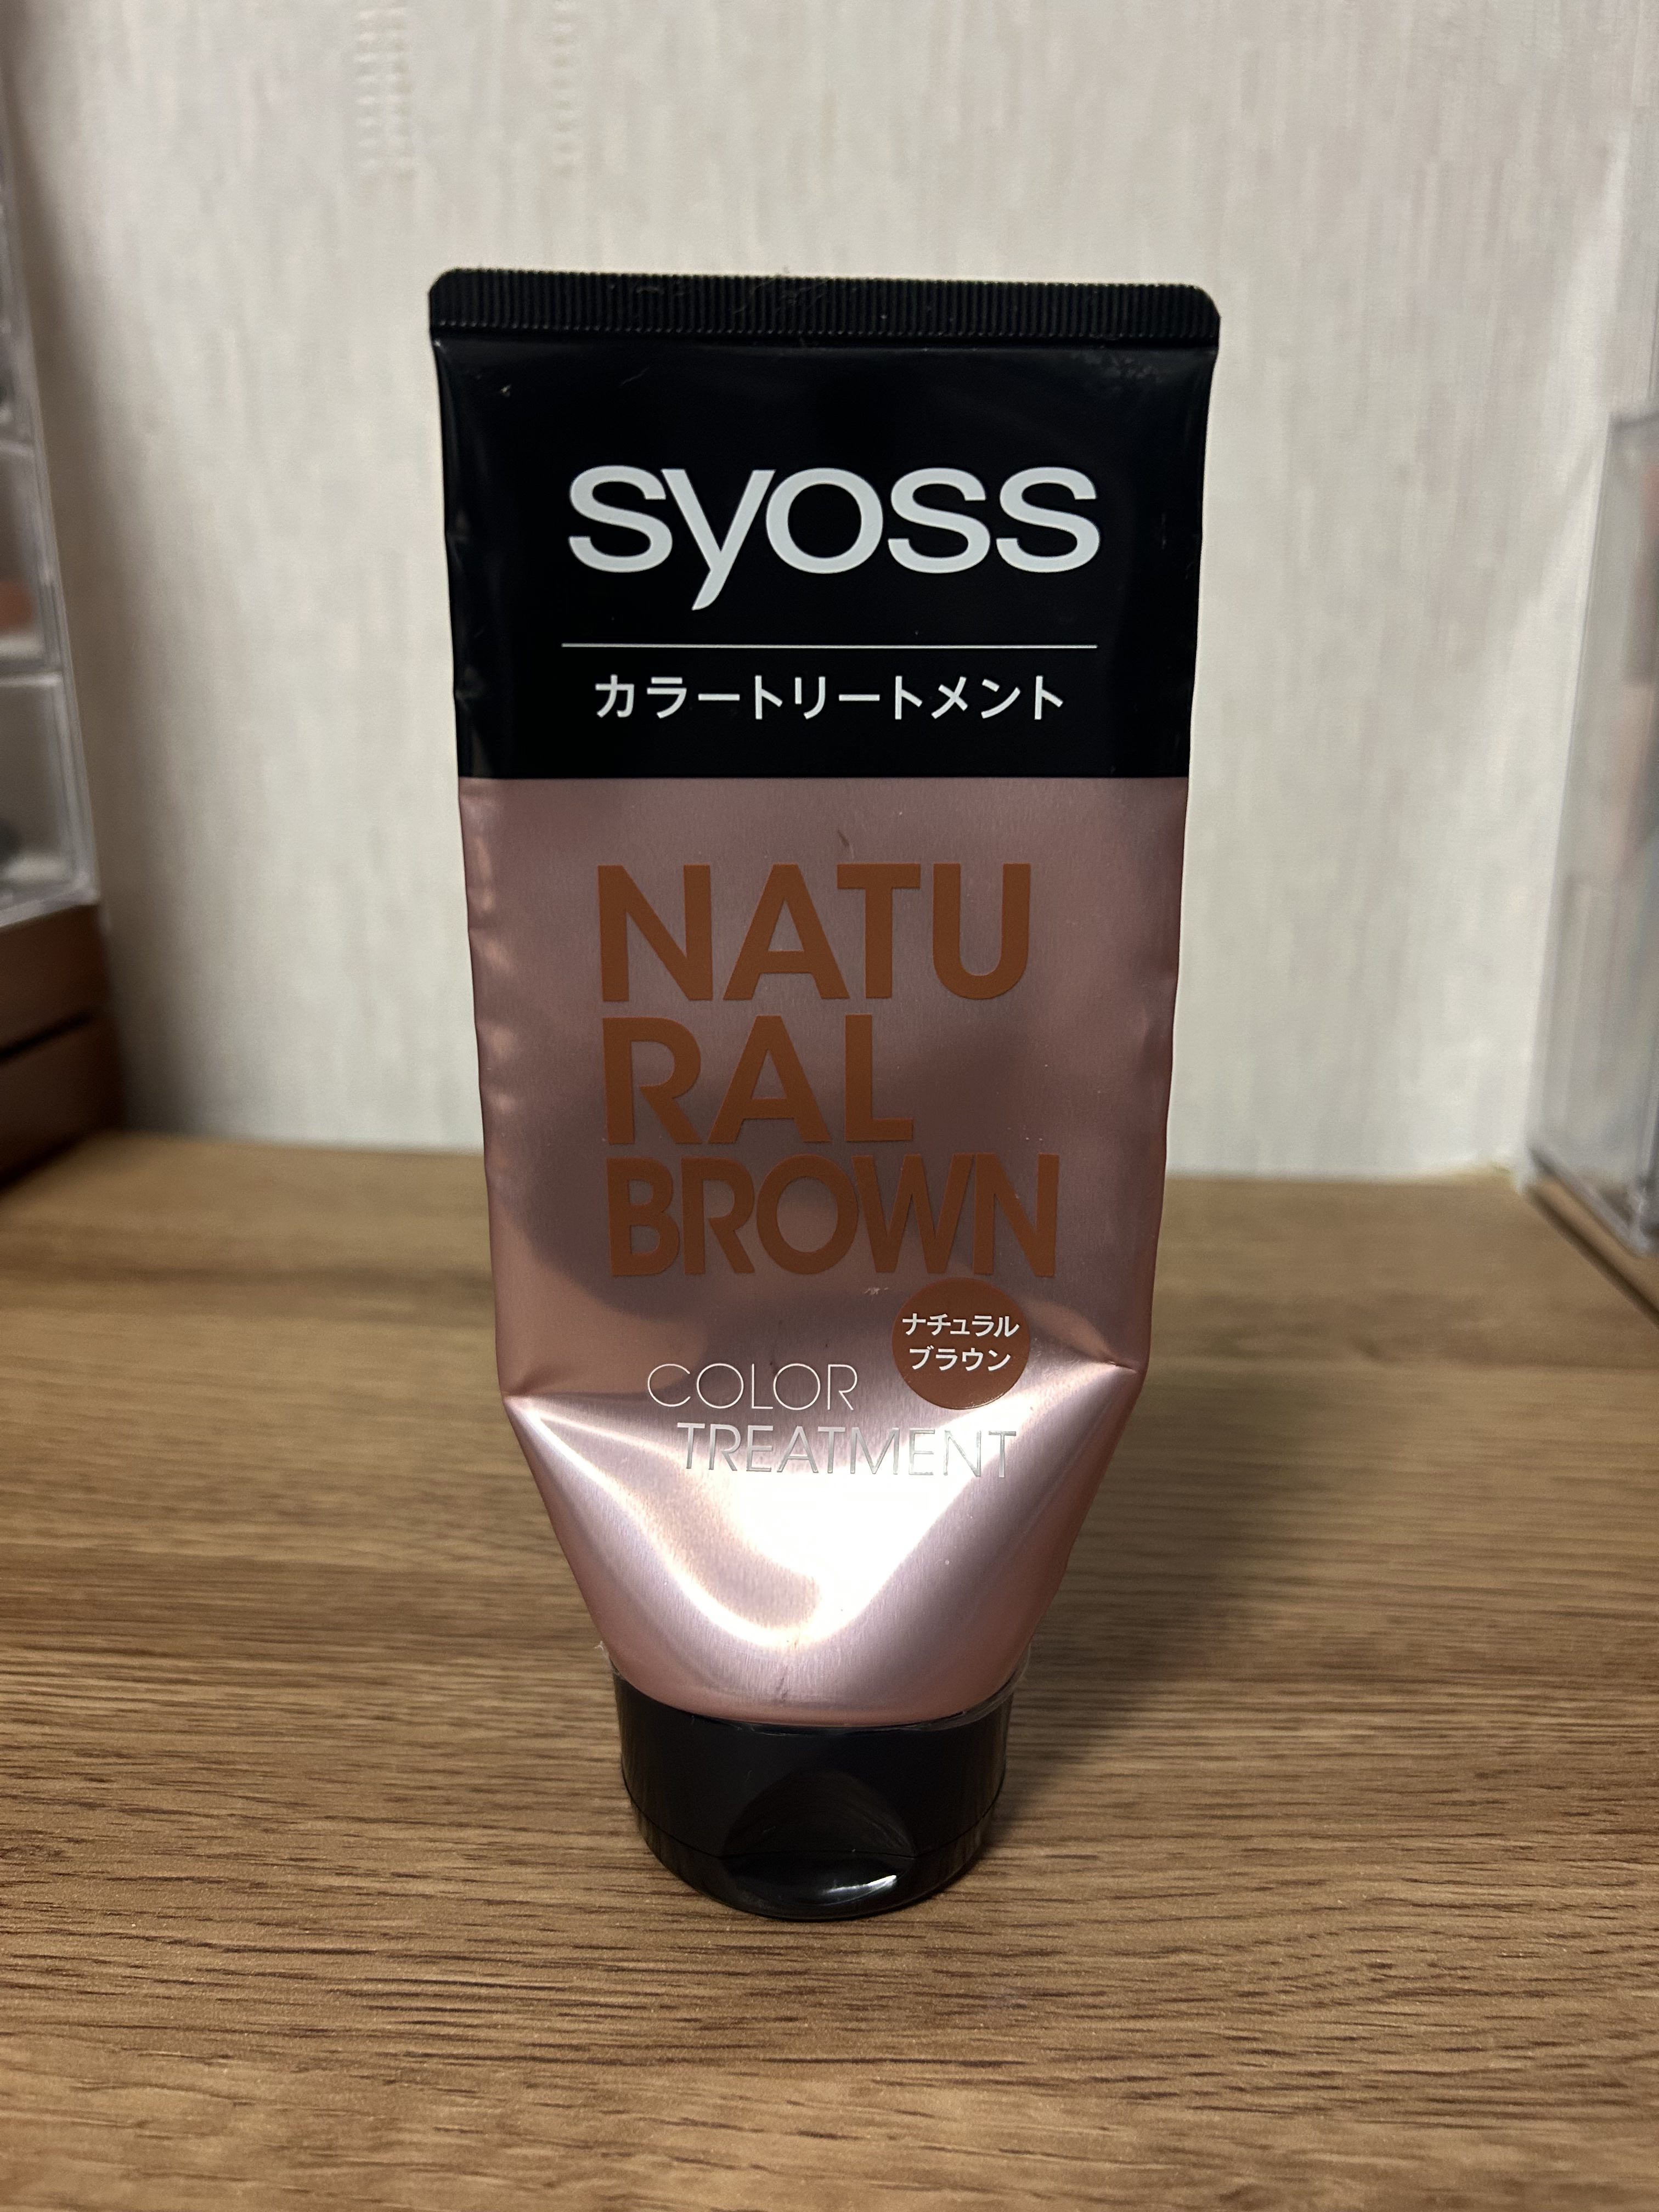 syoss
カラートリートメント
NATU
RAL
BROWN
ナチュラル
ブラウン
COLOR
TREATMENT